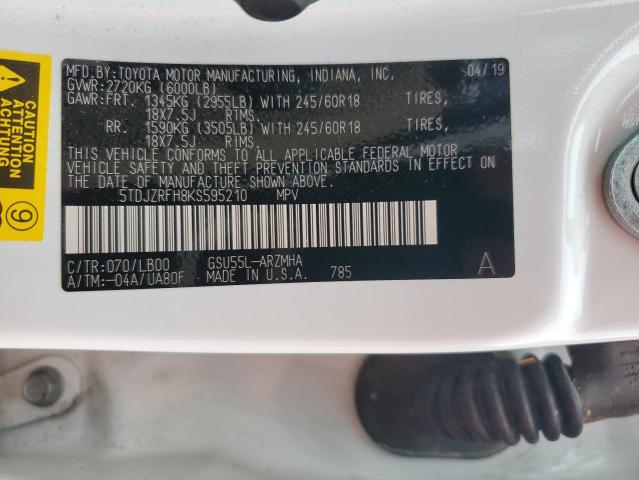 MFD.BY:TOYOTA MOTOR MANUFACTURING, INDIANA, INC. 04/19
GVWR:2720KG (6000LB)
GAWR:FRT. 1345KG (2955LB) WITH 245/60R18 TIRES,
18X7.5J RIMS.
RR. 1590KG (3505LB) WITH 245/60R18 TIRES,
18X7.5J RIMS.
THIS VEHICLE CONFORMS TO ALL APPLICABLE FEDERAL MOTOR
VEHICLE SAFETY AND THEFT PREVENTION STANDARDS IN EFFECT
ON THE DATE OF MANUFACTURE SHOWN ABOVE.
5TDJZRFH8KS595210 MPV
C/TR:070/LB00 GSU55L-ARZMHA
A/TM:-04A/UA80F MADE IN U.S.A. 785 A
CAUTION
ATTENTION
ACHTUNG
9